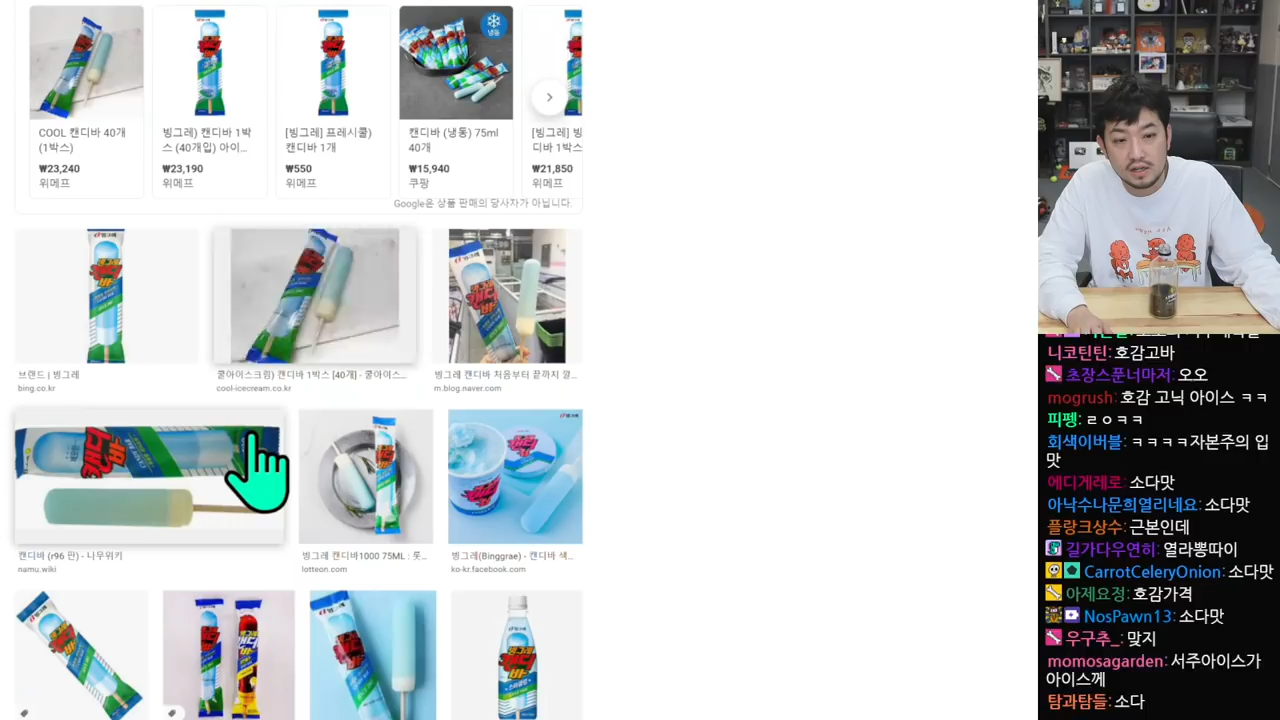 COOL 캔디바 40개
(1박스)
₩23,240
위메프
빙그레) 캔디바 1박
스 (40개입) 아이...
₩23,190
위메프
[빙그레] 프레시쿨)
캔디바 1개
₩550
위메프
냉동
캔디바 (냉동) 75ml
40개
₩15,940
쿠팡
[빙그레] 빙
디바 1박스
₩21,850
위메프
Google은 상품 판매의 당사자가 아닙니다.
브랜드 | 빙그레
bing.co.kr
쿨아이스크림) 캔디바 1박스 [40개] - 쿨아이스...
cool-icecream.co.kr
빙그레 캔디바 처음부터 끝까지 깔...
m.blog.naver.com
캔디바 (r96 판) - 나무위키
namu.wiki
빙그레 캔디바1000 75ML : 롯...
lotteon.com
빙그레(Binggrae) - 캔디바 색...
ko-kr.facebook.com
니코틴틴: 호감고바
초장스푼너마저: 오오
mogrush: 호감 고닉 아이스 ㅋㅋ
피펭: ㄹㅇㅋㅋ
회색이버블: ㅋㅋㅋㅋ자본주의 입
맛
에디게레로: 소다맛
아낙수나문희열리네요: 소다맛
플랑크상수: 근본인데
길가다우연히: 열라뽕따이
CarrotCeleryOnion: 소다맛
아제요정: 호감가격
NosPawn13: 소다맛
우구추_: 맞지
momosagarden: 서주아이스가
아이스께
탐과탐들: 소다